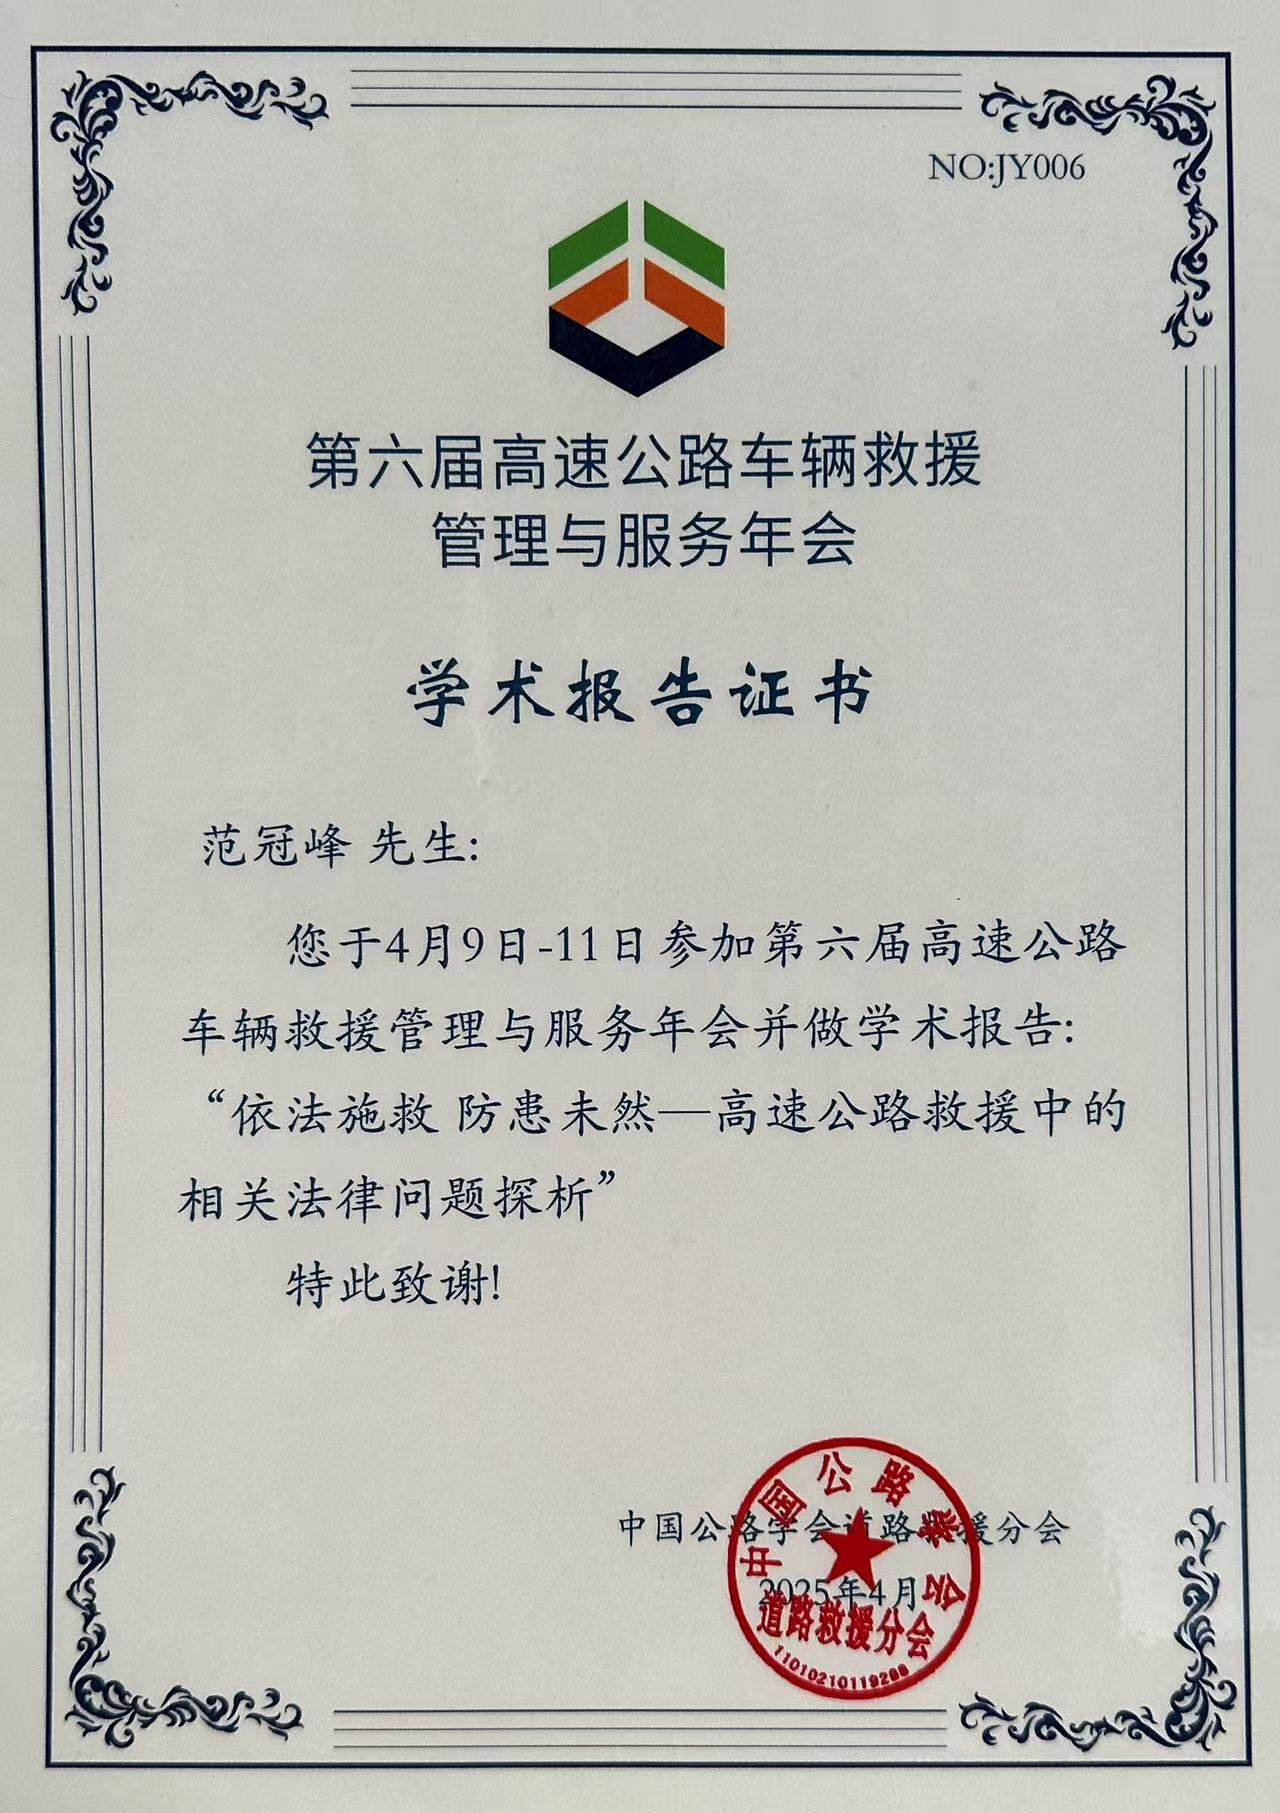 NO:JY006
第六届高速公路车辆救援
管理与服务年会
学术报告证书
范冠峰 先生:
您于4月9日-11日参加第六届高速公路
车辆救援管理与服务年会并做学术报告:
“依法施救 防患未然—高速公路救援中的
相关法律问题探析”
特此致谢!
中国公路学会道路救援分会
2025年4月
中国公路学会
道路救援分会
11010210119288